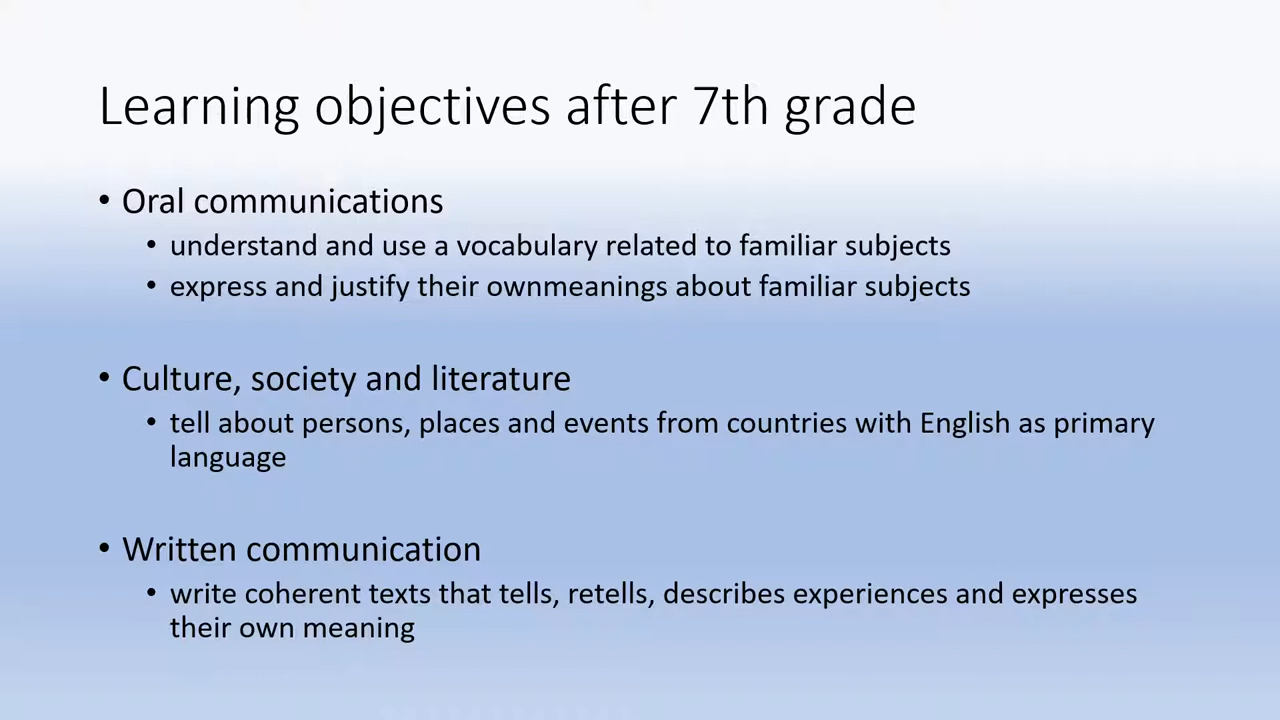 Learning objectives after 7th grade
• Oral communications
• understand and use a vocabulary related to familiar subjects
• express and justify their ownmeanings about familiar subjects
• Culture, society and literature
• tell about persons, places and events from countries with English as primary
language
• Written communication
• write coherent texts that tells, retells, describes experiences and expresses
their own meaning